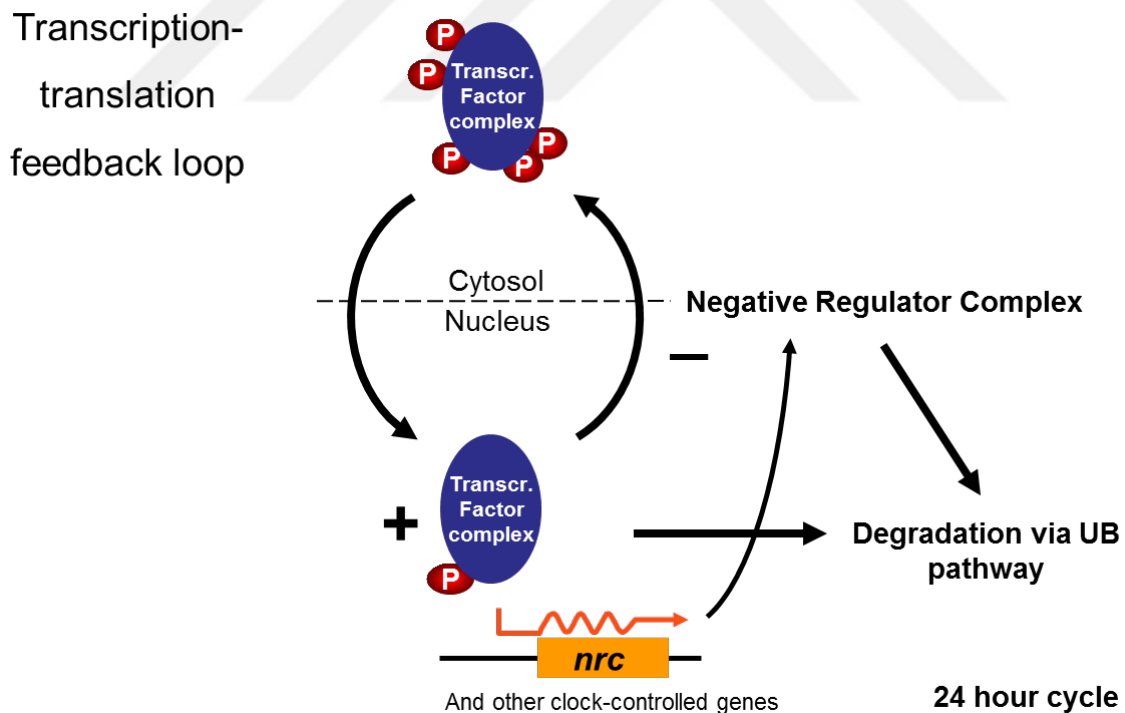 Transcription-
translation
feedback loop
P
P
Transcr.
Factor
complex
P
P
P
Cytosol
Nucleus
Negative Regulator Complex
–
+
Transcr.
Factor
complex
P
Degradation via UB
pathway
nrc
And other clock-controlled genes
24 hour cycle